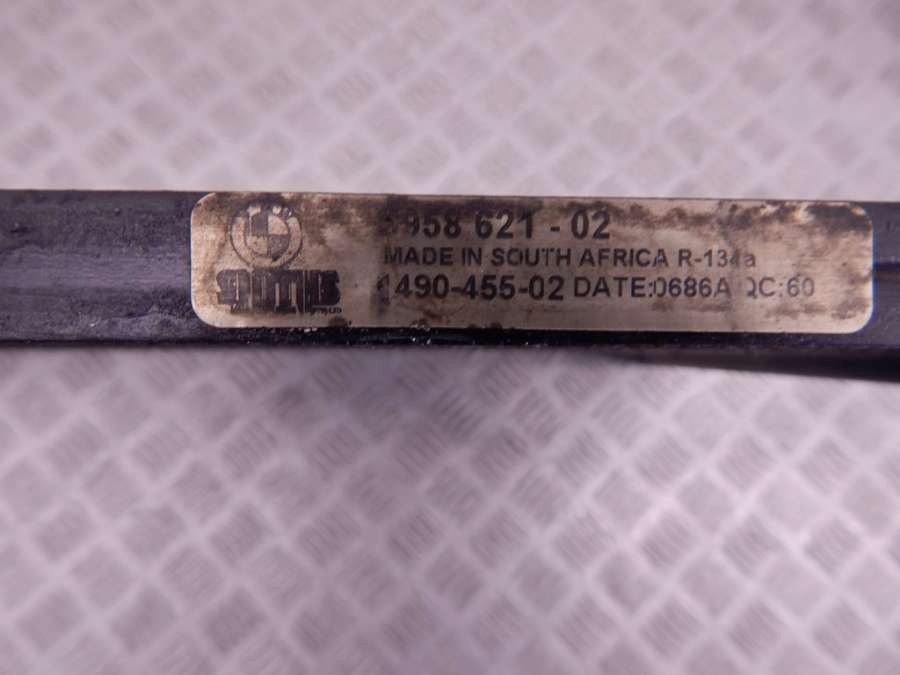 958 621 - 02
MADE IN SOUTH AFRICA R-134a
490-455-02 DATE:0686A QC:60